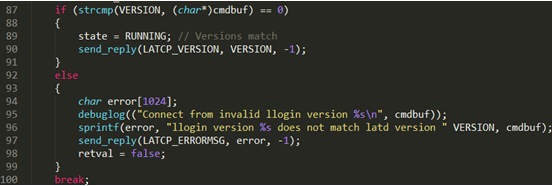 87 if (strcmp(VERSION, (char*)cmdbuf) == 0)
88 {
89 state = RUNNING; // Versions match
90 send_reply(LATCP_VERSION, VERSION, -1);
91 }
92 else
93 {
94 char error[1024];
95 debuglog(("Connect from invalid llogin version %s\n", cmdbuf));
96 sprintf(error, "llogin version %s does not match latd version " VERSION, cmdbuf);
97 send_reply(LATCP_ERRORMSG, error, -1);
98 retval = false;
99 }
100 break;